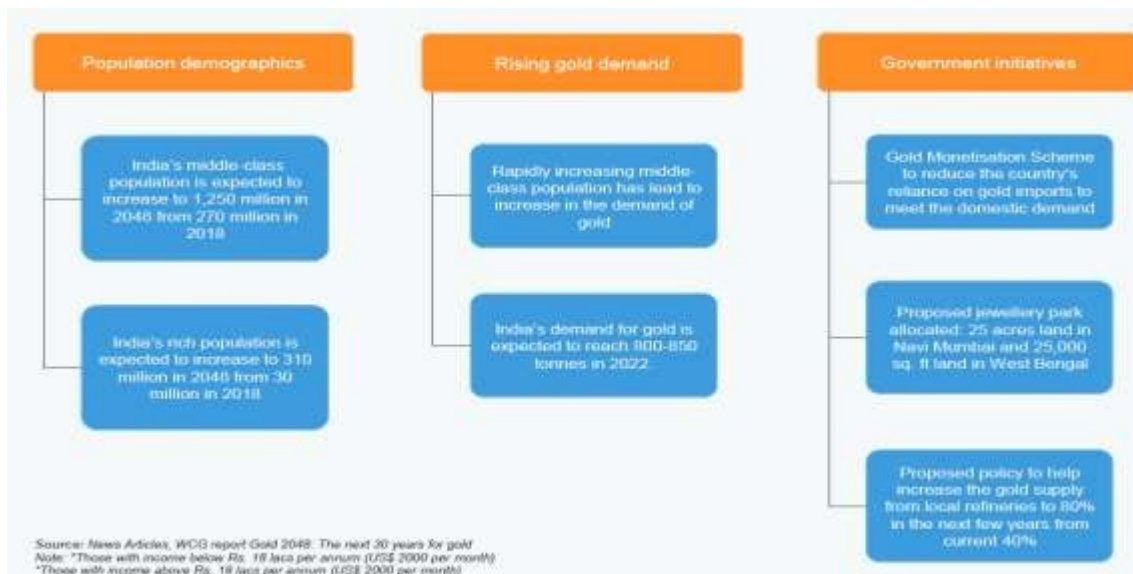 Population demographics
India's middle-class
population is expected to
increase to 1,250 million in
2048 from 270 million in
2018
India's rich population is
expected to increase to 310
million in 2048 from 30
million in 2018
Rising gold demand
Rapidly increasing middle-
class population has lead to
increase in the demand of
gold
India's demand for gold is
expected to reach 800-850
tonnes in 2022.
Government initiatives
Gold Monetisation Scheme
to reduce the country's
reliance on gold imports to
meet the domestic demand
Proposed jewellery park
allocated: 25 acres land in
Navi Mumbai and 25,000
sq. ft land in West Bengal
Proposed policy to help
increase the gold supply
from local refineries to 80%
in the next few years from
current 40%
Source: News Articles, WCG report Gold 2048: The next 30 years for gold
Note: *Those with income below Rs. 18 lacs per annum (US$ 2000 per month)
*Those with income above Rs. 18 lacs per annum (US$ 2000 per month)